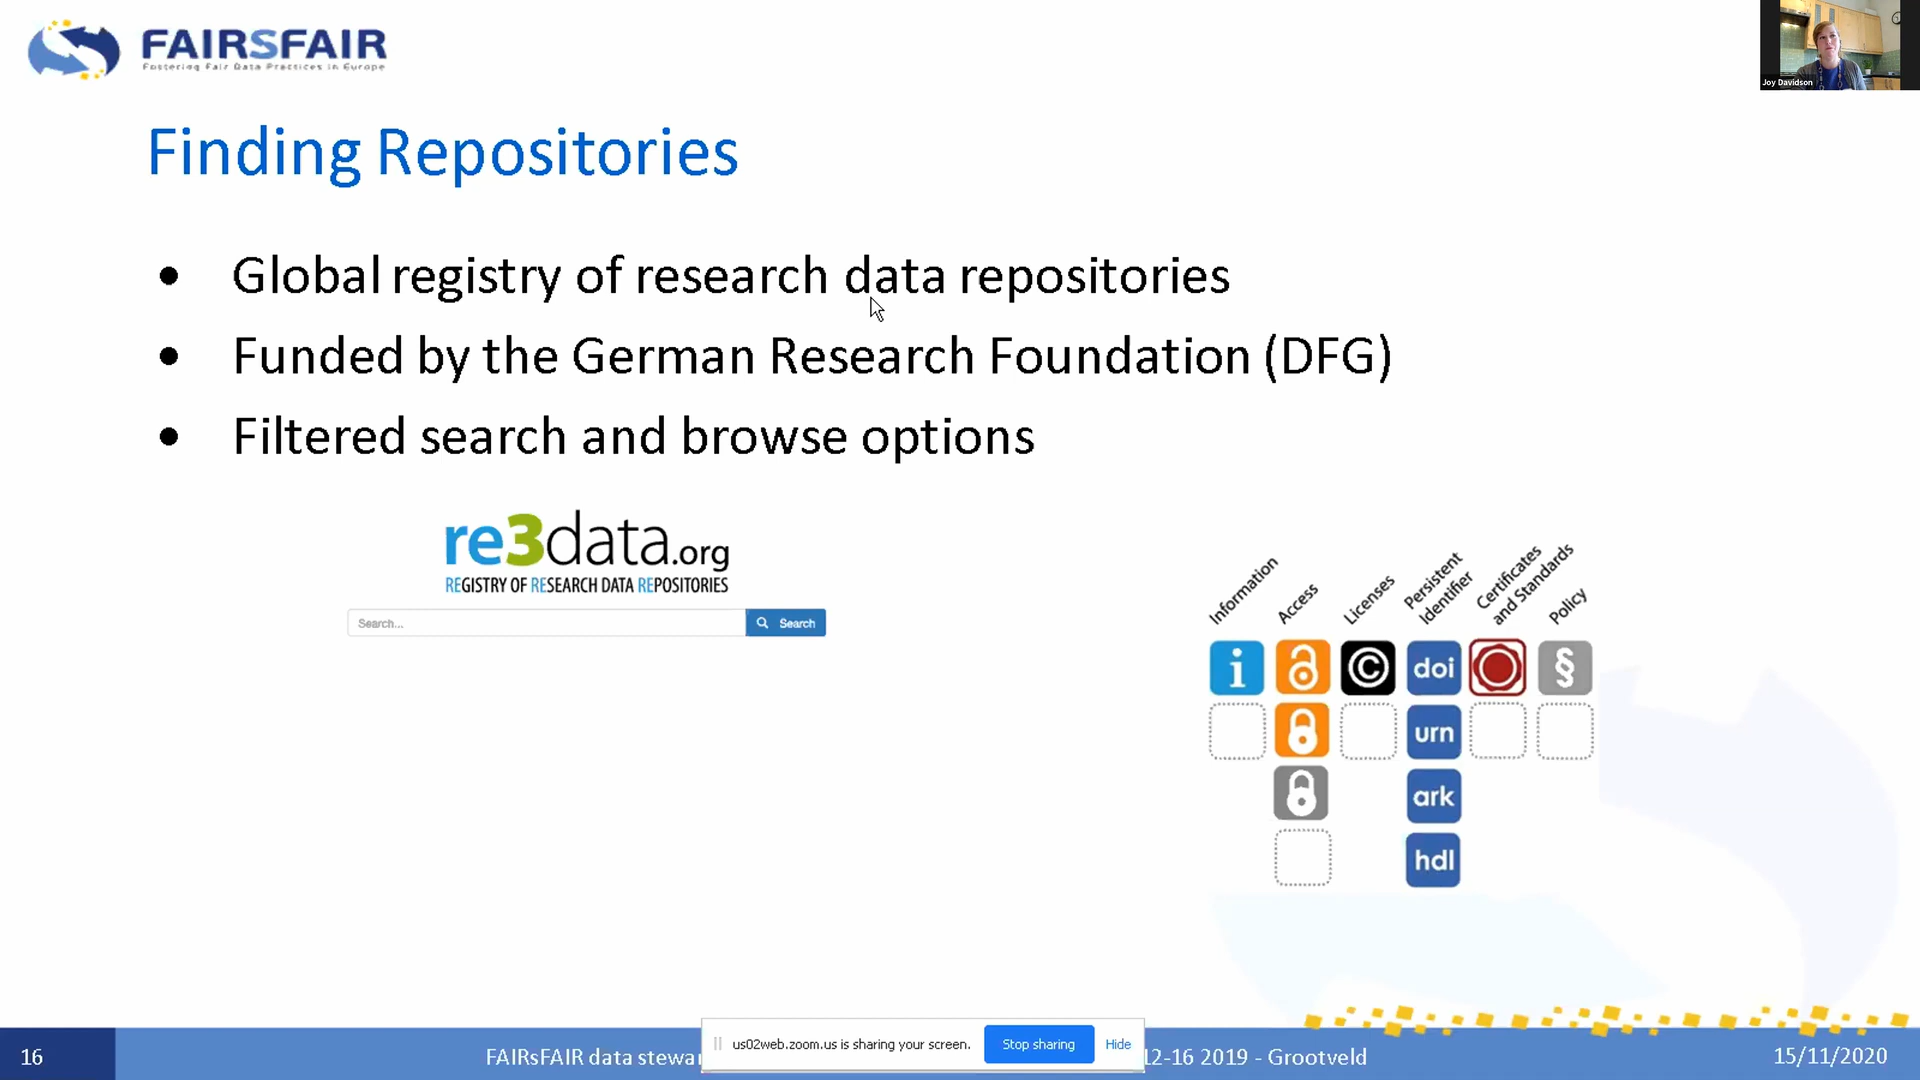 FAIRSFAIR
Fostering Fair Data Practices in Europe
Joy Davidson
Finding Repositories
• Global registry of research data repositories
• Funded by the German Research Foundation (DFG)
• Filtered search and browse options
re3data.org
REGISTRY OF RESEARCH DATA REPOSITORIES
Search...
Search
Information
Access
Licenses
Persistent
Identifier
Certificates
and Standards
Policy
i
©
doi
§
urn
ark
hdl
16
FAIRsFAIR data stewar
us02web.zoom.us is sharing your screen.
Stop sharing
Hide
12-16 2019 - Grootveld
15/11/2020